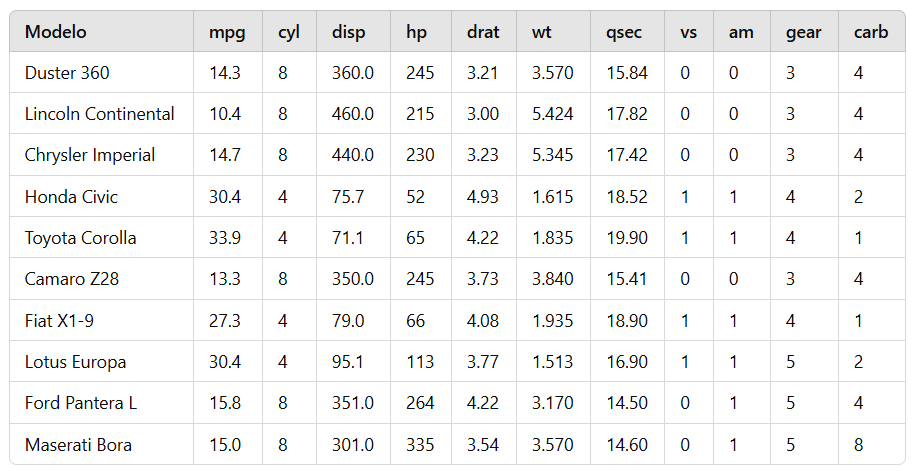 Modelo mpg cyl disp hp drat wt qsec vs am gear carb
Duster 360 14.3 8 360.0 245 3.21 3.570 15.84 0 0 3 4
Lincoln Continental 10.4 8 460.0 215 3.00 5.424 17.82 0 0 3 4
Chrysler Imperial 14.7 8 440.0 230 3.23 5.345 17.42 0 0 3 4
Honda Civic 30.4 4 75.7 52 4.93 1.615 18.52 1 1 4 2
Toyota Corolla 33.9 4 71.1 65 4.22 1.835 19.90 1 1 4 1
Camaro Z28 13.3 8 350.0 245 3.73 3.840 15.41 0 0 3 4
Fiat X1-9 27.3 4 79.0 66 4.08 1.935 18.90 1 1 4 1
Lotus Europa 30.4 4 95.1 113 3.77 1.513 16.90 1 1 5 2
Ford Pantera L 15.8 8 351.0 264 4.22 3.170 14.50 0 1 5 4
Maserati Bora 15.0 8 301.0 335 3.54 3.570 14.60 0 1 5 8